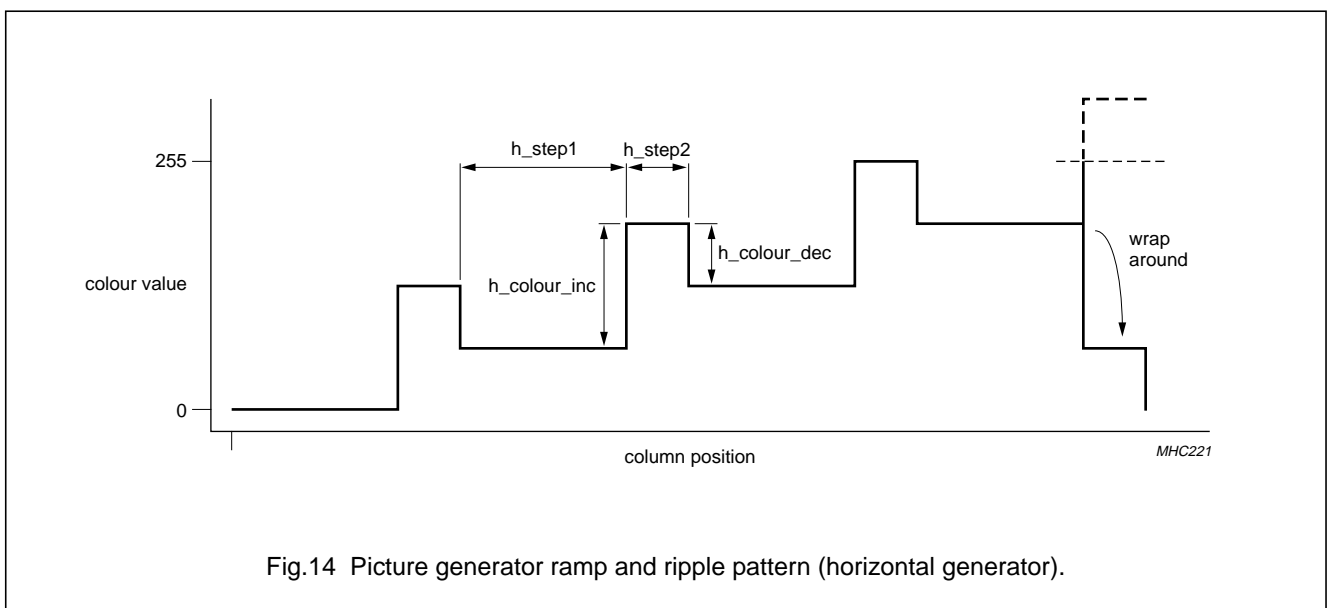 255
h_step1
h_step2
wrap
around
h_colour_dec
colour value
h_colour_inc
0
column position
MHC221
Fig.14 Picture generator ramp and ripple pattern (horizontal generator).